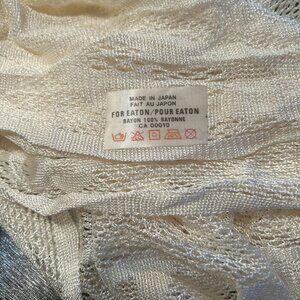 MADE IN JAPAN
FAIT AU JAPON
FOR EATON/POUR EATON
RAYON 100% RAYONNE
CA 00010